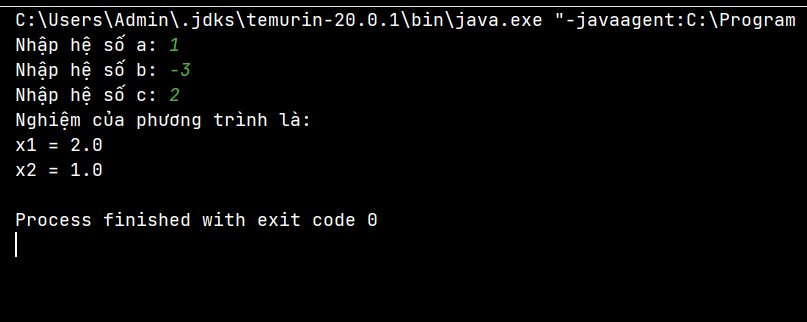 C:\Users\Admin\.jdks\temurin-20.0.1\bin\java.exe "-javaagent:C:\Program
Nhập hệ số a: 1
Nhập hệ số b: -3
Nhập hệ số c: 2
Nghiệm của phương trình là:
x1 = 2.0
x2 = 1.0
Process finished with exit code 0